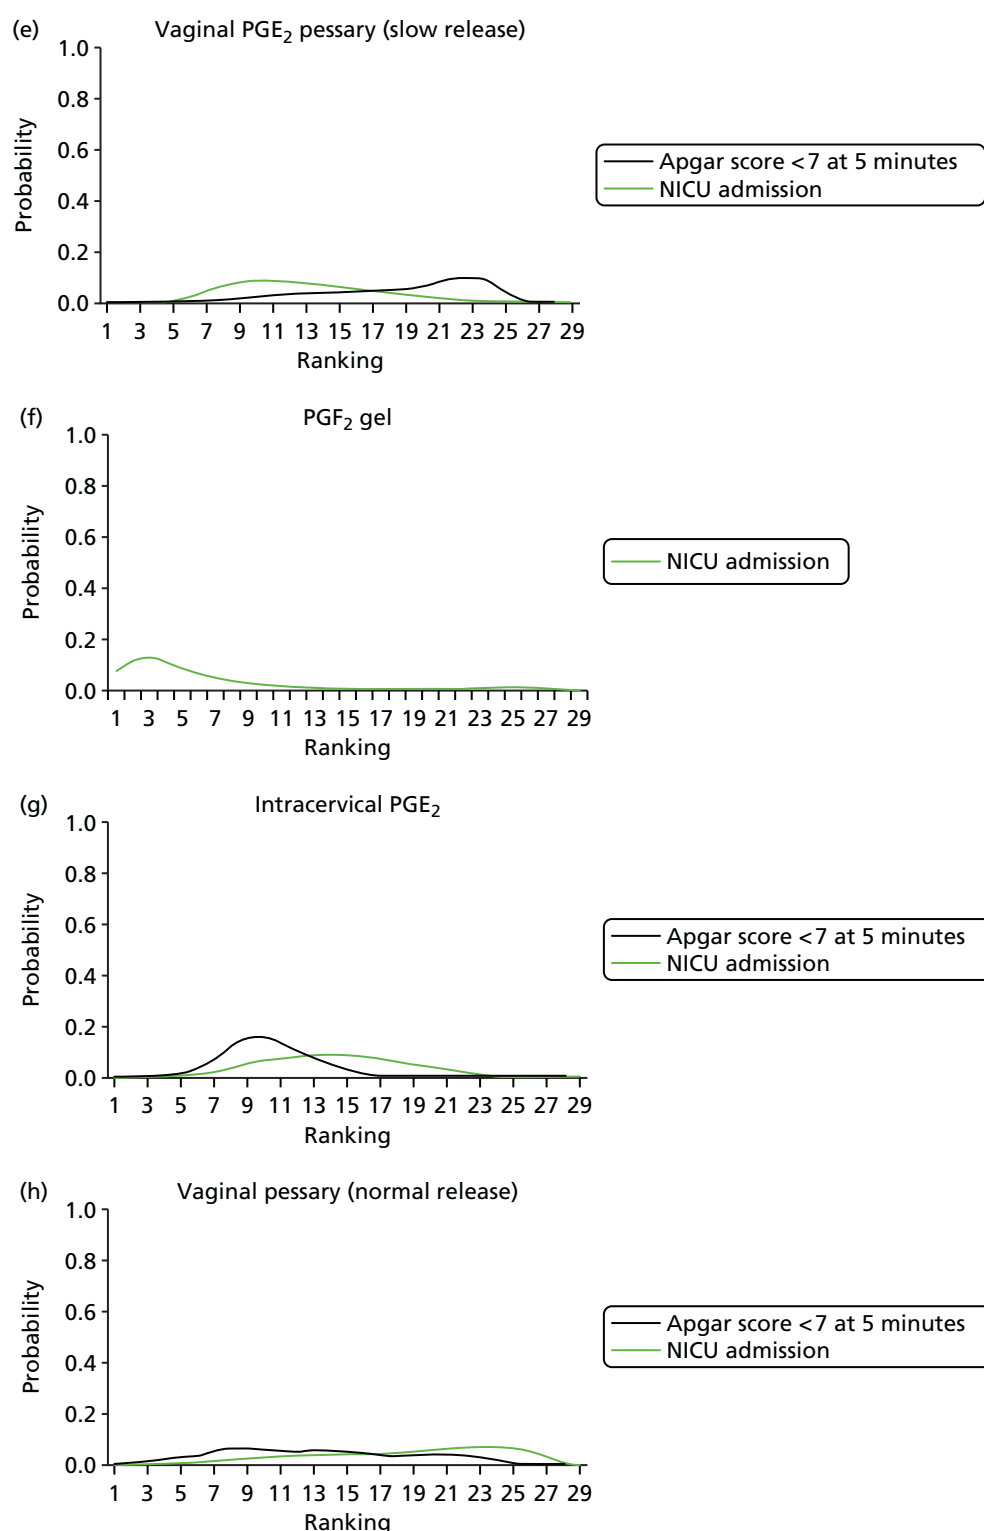 (e)
Vaginal PGE₂ pessary (slow release)
1.0
0.8
0.6
0.4
0.2
0.0
Probability
1 3 5 7 9 11 13 15 17 19 21 23 25 27 29
Ranking
Apgar score <7 at 5 minutes
NICU admission
(f)
PGF₂ gel
1.0
0.8
0.6
0.4
0.2
0.0
Probability
1 3 5 7 9 11 13 15 17 19 21 23 25 27 29
Ranking
NICU admission
(g)
Intracervical PGE₂
1.0
0.8
0.6
0.4
0.2
0.0
Probability
1 3 5 7 9 11 13 15 17 19 21 23 25 27 29
Ranking
Apgar score <7 at 5 minutes
NICU admission
(h)
Vaginal pessary (normal release)
1.0
0.8
0.6
0.4
0.2
0.0
Probability
1 3 5 7 9 11 13 15 17 19 21 23 25 27 29
Ranking
Apgar score <7 at 5 minutes
NICU admission